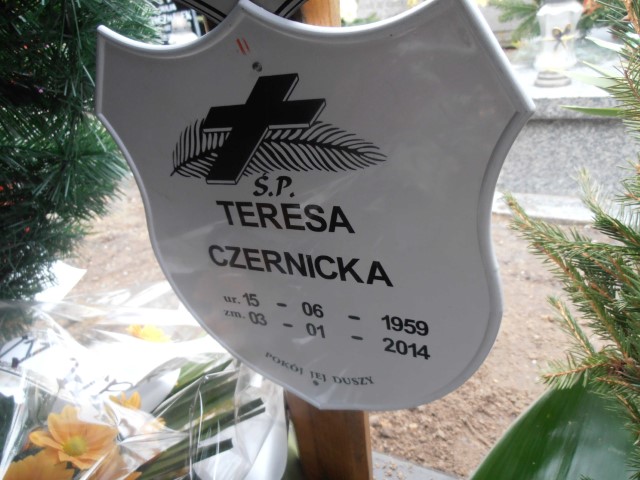 Ś.P.
TERESA
CZERNICKA
ur. 15 - 06 - 1959
zm. 03 - 01 - 2014
POKÓJ JEJ DUSZY